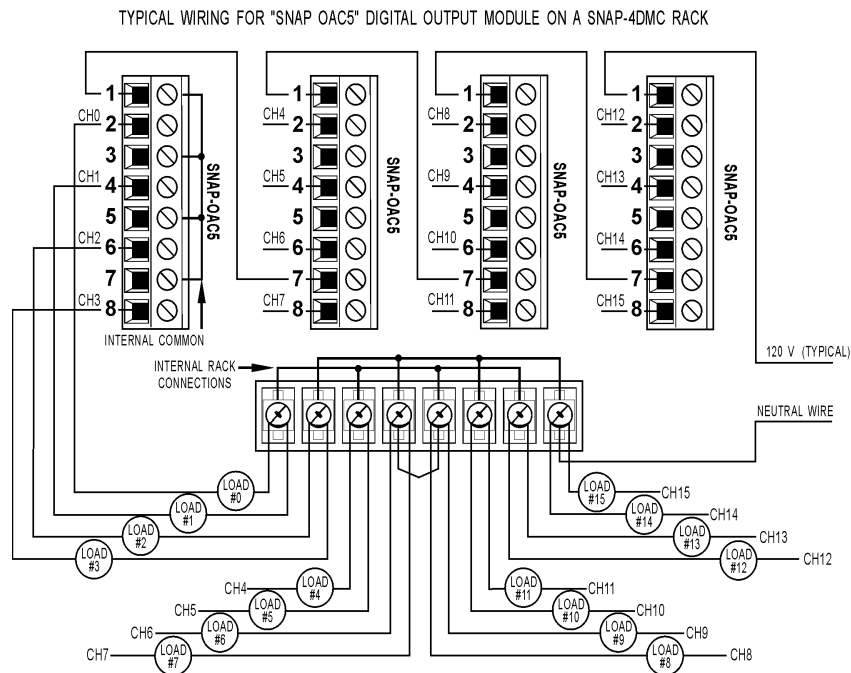 TYPICAL WIRING FOR "SNAP OAC5" DIGITAL OUTPUT MODULE ON A SNAP-4DMC RACK
1
2
3
4
5
6
7
8
CH0
CH1
CH2
CH3
SNAP-OAC5
INTERNAL COMMON
1
2
3
4
5
6
7
8
CH4
CH5
CH6
CH7
SNAP-OAC5
1
2
3
4
5
6
7
8
CH8
CH9
CH10
CH11
SNAP-OAC5
1
2
3
4
5
6
7
8
CH12
CH13
CH14
CH15
SNAP-OAC5
120 V (TYPICAL)
INTERNAL RACK
CONNECTIONS
NEUTRAL WIRE
LOAD
#0
LOAD
#1
LOAD
#2
LOAD
#3
LOAD
#15
CH15
LOAD
#14
CH14
LOAD
#13
CH13
LOAD
#12
CH12
CH4
LOAD
#4
CH5
LOAD
#5
CH6
LOAD
#6
CH7
LOAD
#7
LOAD
#11
CH11
LOAD
#10
CH10
LOAD
#9
CH9
LOAD
#8
CH8